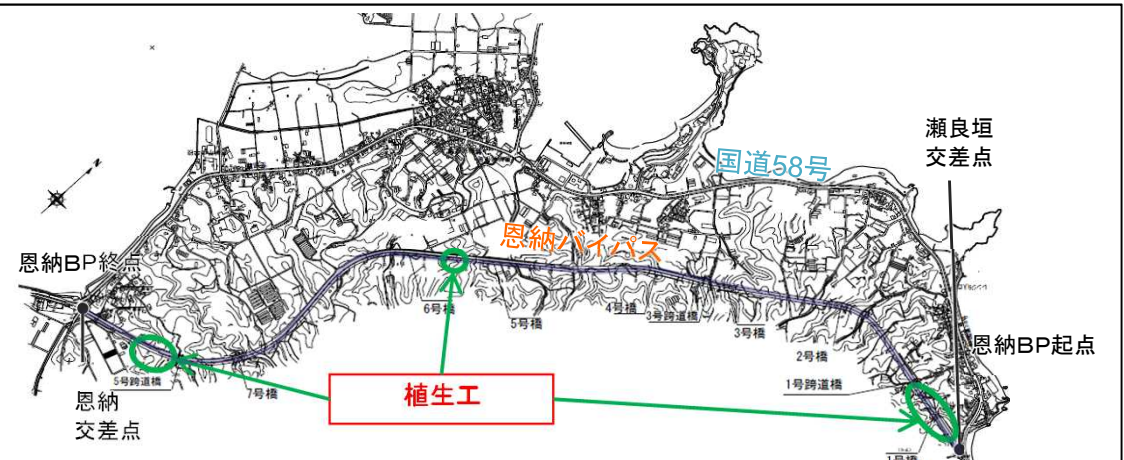 瀬良垣
交差点
国道58号
恩納バイパス
恩納BP終点
6号橋
5号橋
4号橋
3号跨道橋
3号橋
2号橋
恩納BP起点
1号跨道橋
5号跨道橋
7号橋
植生工
恩納
交差点
1号橋